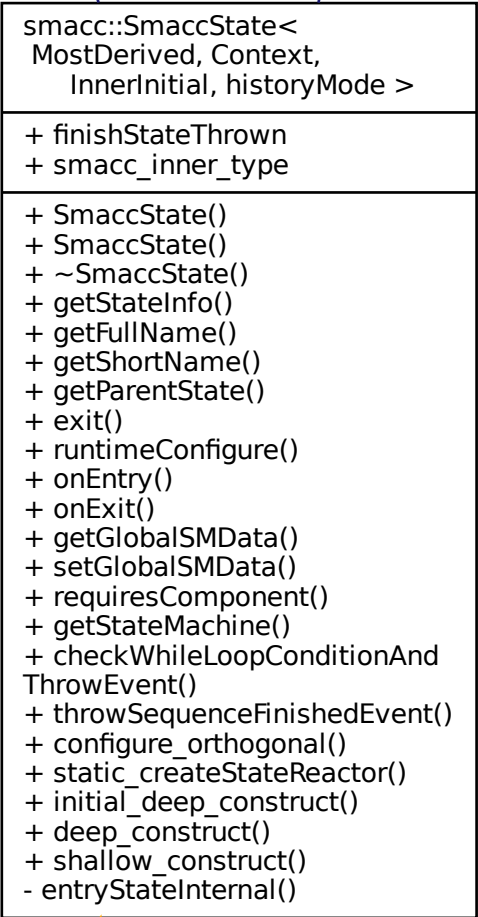 smacc::SmaccState<
MostDerived, Context,
InnerInitial, historyMode >
+ finishStateThrown
+ smacc_inner_type
+ SmaccState()
+ SmaccState()
+ ~SmaccState()
+ getStateInfo()
+ getFullName()
+ getShortName()
+ getParentState()
+ exit()
+ runtimeConfigure()
+ onEntry()
+ onExit()
+ getGlobalSMData()
+ setGlobalSMData()
+ requiresComponent()
+ getStateMachine()
+ checkWhileLoopConditionAnd
ThrowEvent()
+ throwSequenceFinishedEvent()
+ configure_orthogonal()
+ static_createStateReactor()
+ initial_deep_construct()
+ deep_construct()
+ shallow_construct()
- entryStateInternal()